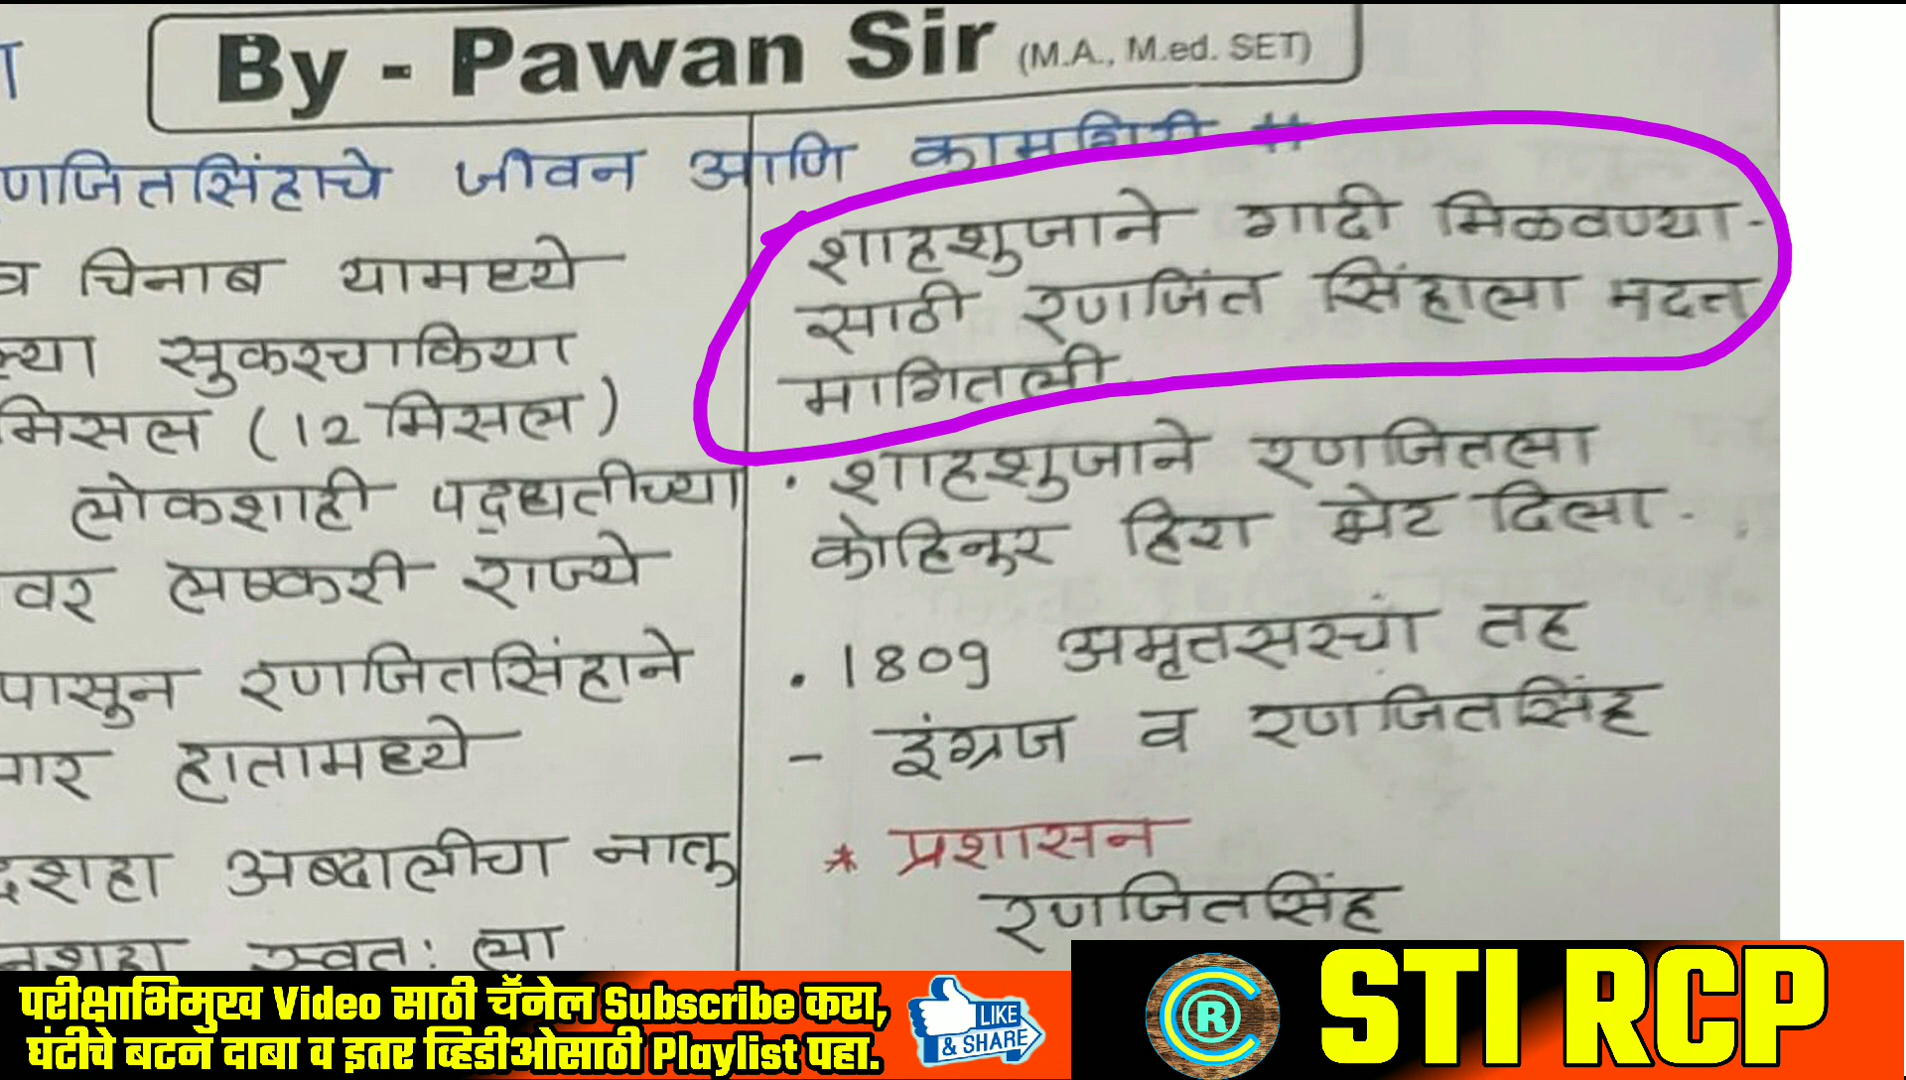 By - Pawan Sir (M.A., M.ed. SET)
णजितसिंहाचे जीवन आणि कामगिरी #
व चिनाब यामध्ये
ल्या सुकरचाकिया
मिसल (12 मिसल)
लोकशाही पद्धतीच्या
वर लष्करी राज्ये
पासुन रणजितसिंहाने
हातामध्ये
अब्दालीचा नातु
स्वत: ला
शाहशुजाने गादी मिळवण्या-
साठी रणजित सिंहाला मदत
मागितली.
· शाहशुजाने रणजितला
कोहिनूर हिरा भेट दिला.
· 1809 अमृतसरचा तह
- इंग्रज व रणजितसिंह
* प्रशासन
रणजितसिंह
परीक्षाभिमुख Video साठी चॅनेल Subscribe करा,
घंटीचे बटन दाबा व इतर व्हिडीओसाठी Playlist पहा.
LIKE
& SHARE
R
STI RCP